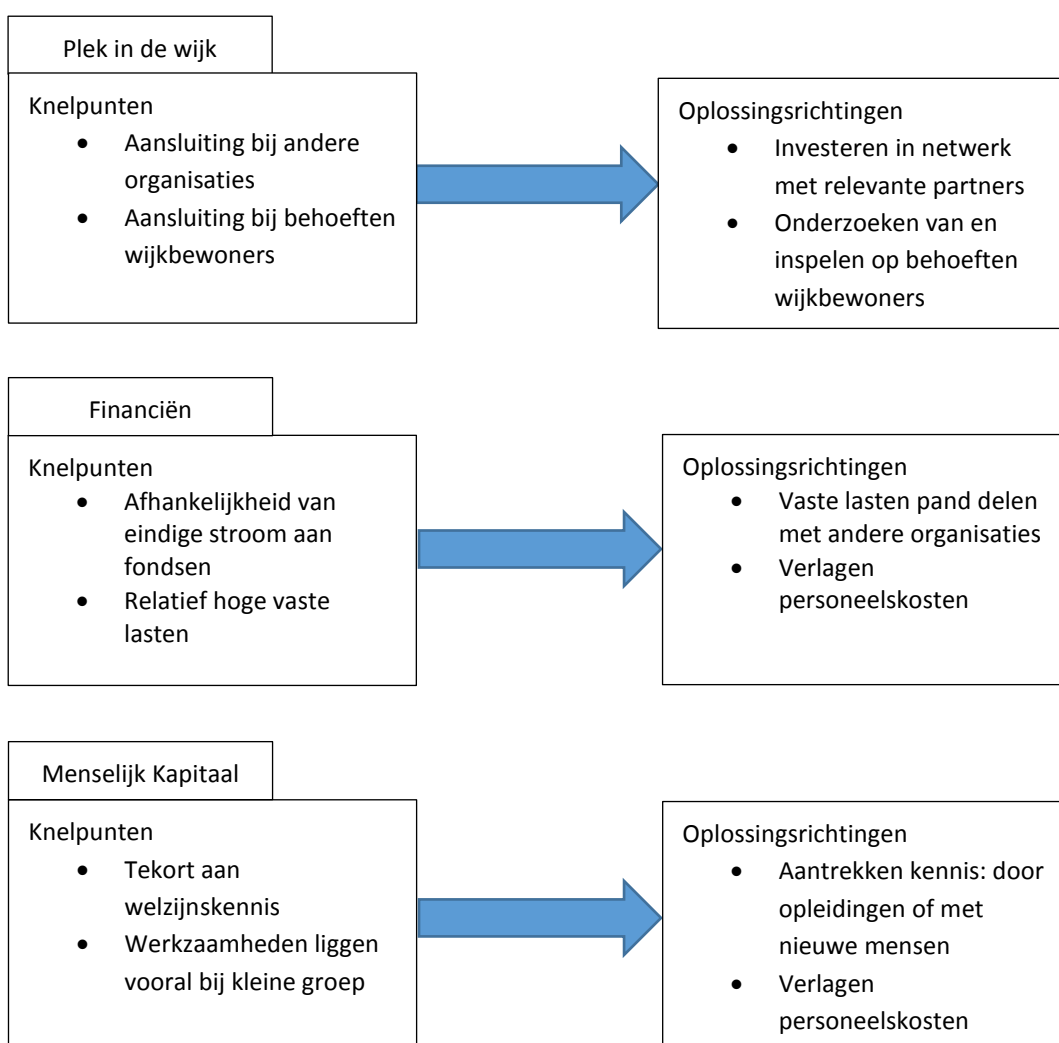 Plek in de wijk
Knelpunten
• Aansluiting bij andere
organisaties
• Aansluiting bij behoeften
wijkbewoners
Oplossingsrichtingen
• Investeren in netwerk
met relevante partners
• Onderzoeken van en
inspelen op behoeften
wijkbewoners
Financiën
Knelpunten
• Afhankelijkheid van
eindige stroom aan
fondsen
• Relatief hoge vaste
lasten
Oplossingsrichtingen
• Vaste lasten pand delen
met andere organisaties
• Verlagen
personeelskosten
Menselijk Kapitaal
Knelpunten
• Tekort aan
welzijnskennis
• Werkzaamheden liggen
vooral bij kleine groep
Oplossingsrichtingen
• Aantrekken kennis: door
opleidingen of met
nieuwe mensen
• Verlagen
personeelskosten